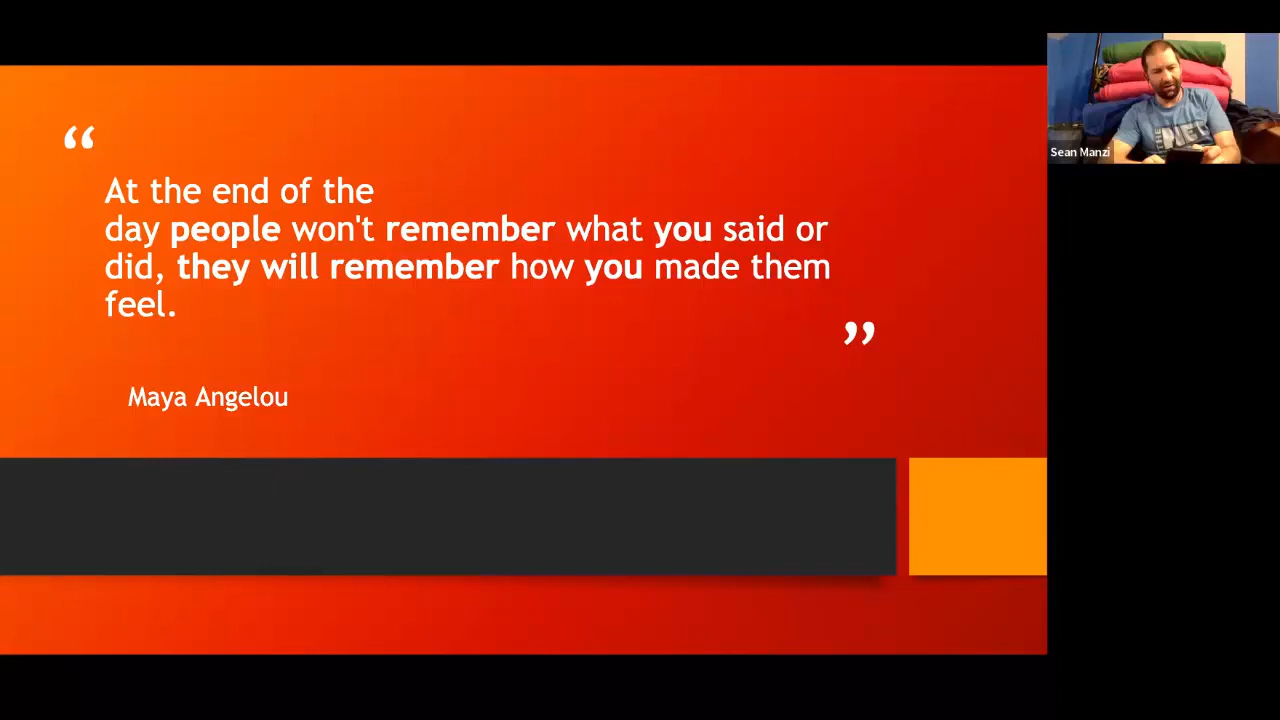 “
At the end of the
day people won't remember what you said or
did, they will remember how you made them
feel.
”
Maya Angelou
Sean Manzi